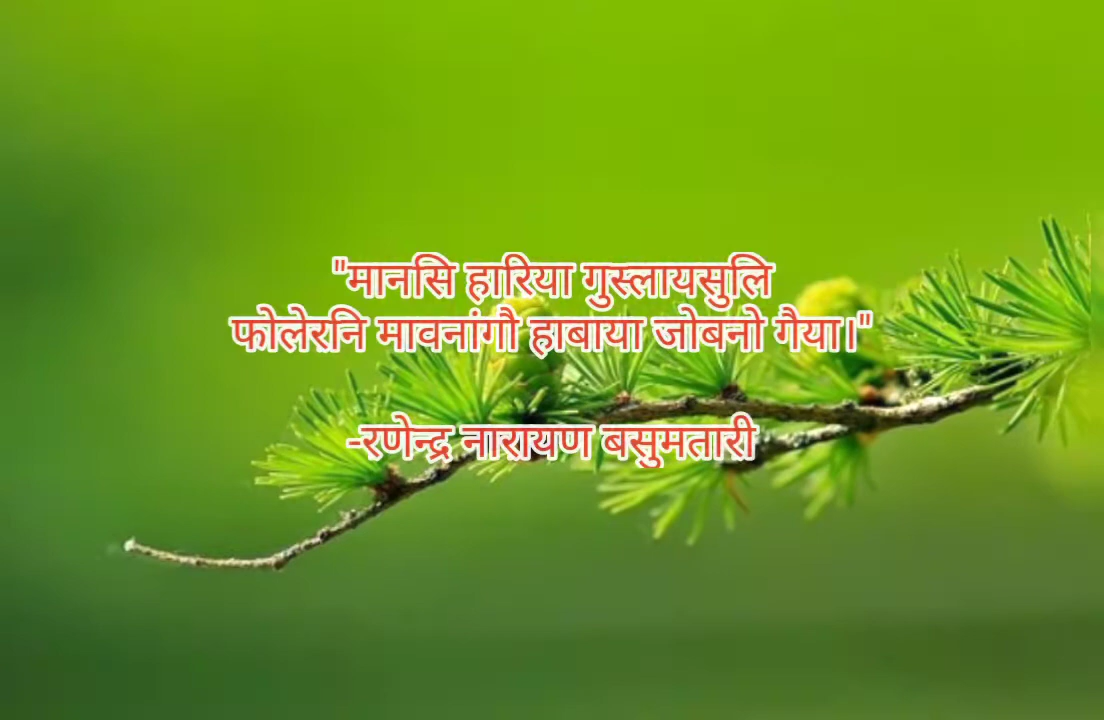 "मानसि हारिया गुस्लायसुलि
फोलेरनि मावनांगौ हाबाया जोबनो गैया।"
-रणेन्द्र नारायण बसुमतारी